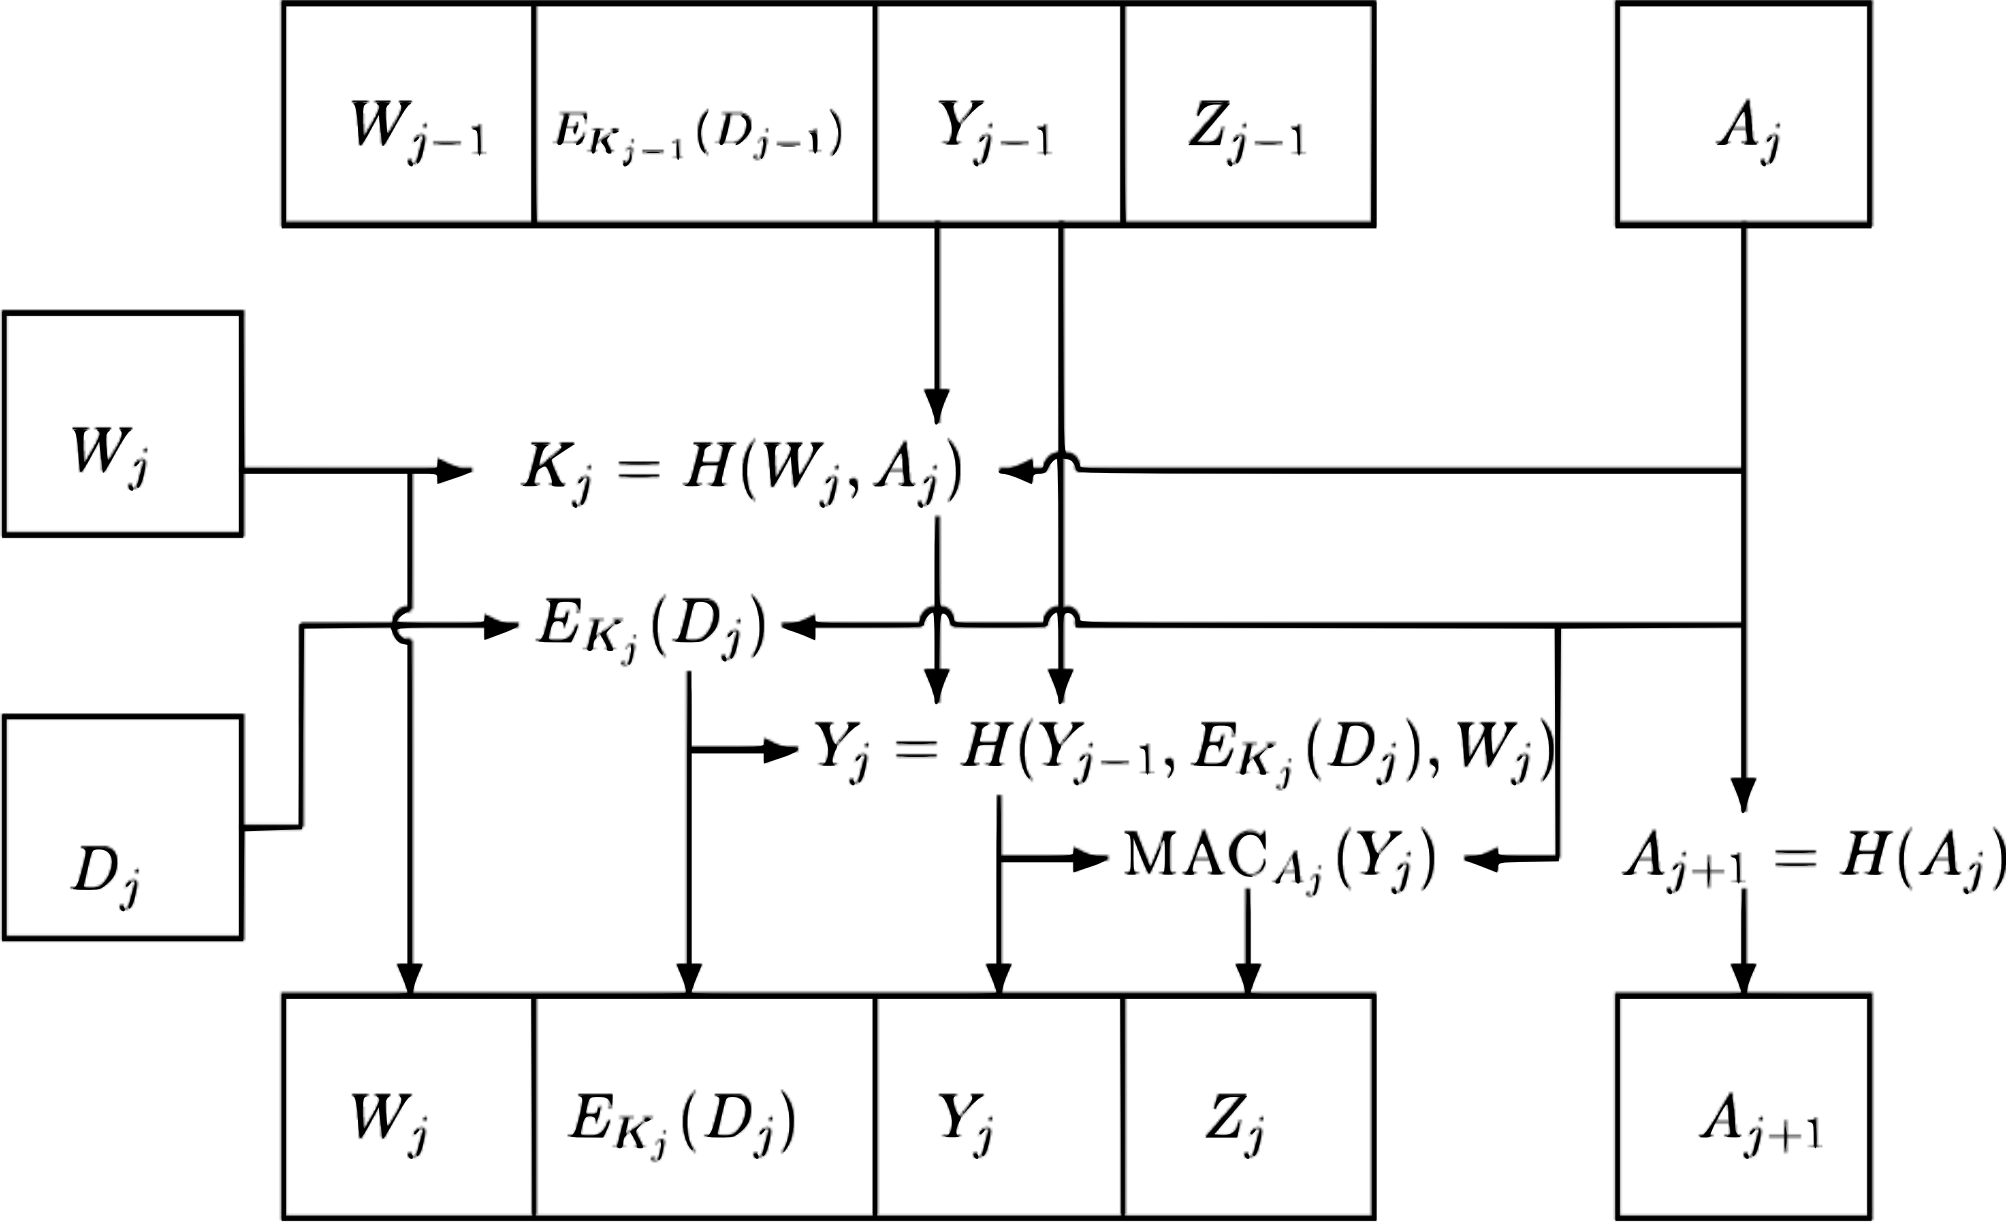 W_{j-1} E_{K_{j-1}}(D_{j-1}) Y_{j-1} Z_{j-1} A_j
W_j K_j = H(W_j, A_j)
E_{K_j}(D_j)
Y_j = H(Y_{j-1}, E_{K_j}(D_j), W_j)
D_j MAC_{A_j}(Y_j) A_{j+1} = H(A_j)
W_j E_{K_j}(D_j) Y_j Z_j A_{j+1}